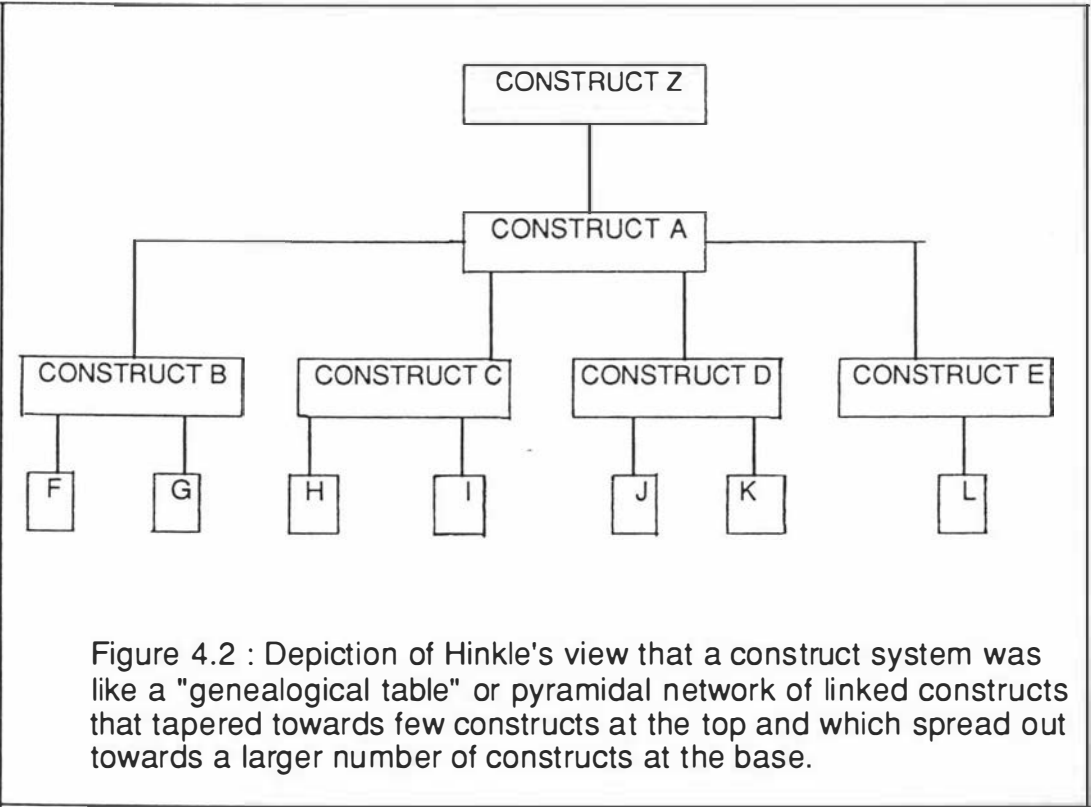 CONSTRUCT Z
CONSTRUCT A
CONSTRUCT B CONSTRUCT C CONSTRUCT D CONSTRUCT E
F G H I J K L
Figure 4.2 : Depiction of Hinkle's view that a construct system was
like a "genealogical table" or pyramidal network of linked constructs
that tapered towards few constructs at the top and which spread out
towards a larger number of constructs at the base.